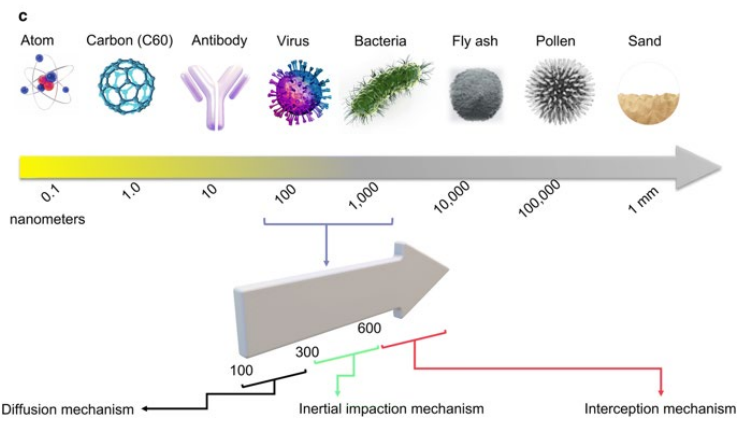 c
Atom Carbon (C60) Antibody Virus Bacteria Fly ash Pollen Sand
0.1 1.0 10 100 1,000 10,000 100,000 1 mm
nanometers
600
300
100
Diffusion mechanism Inertial impaction mechanism Interception mechanism